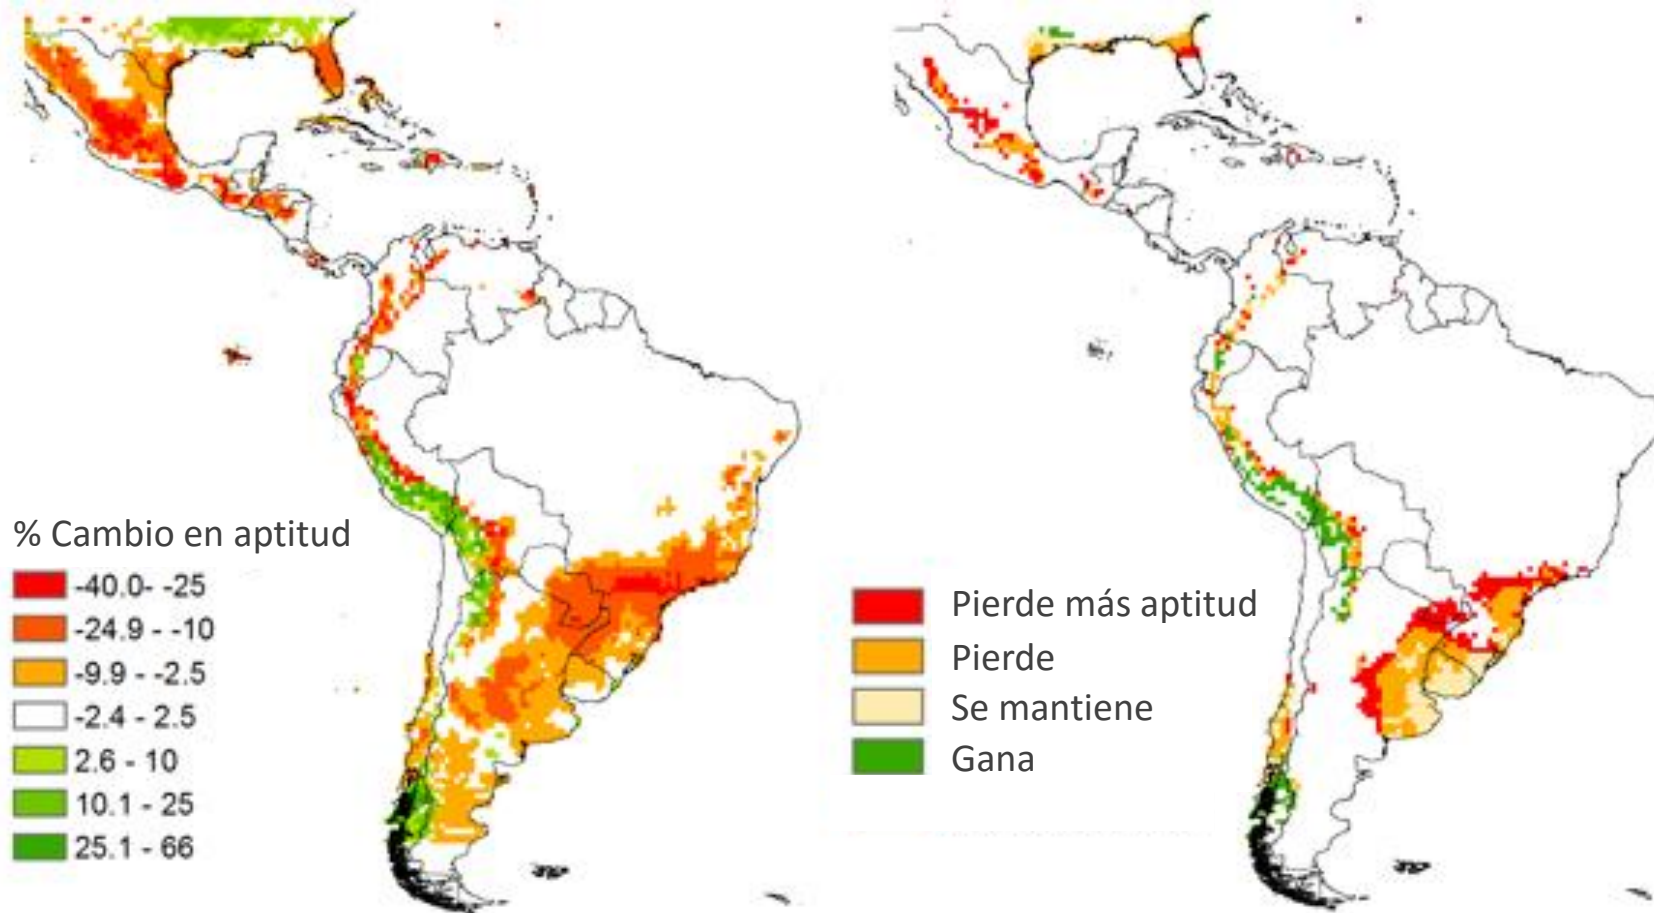 % Cambio en aptitud
-40.0- -25
-24.9 - -10
-9.9 - -2.5
-2.4 - 2.5
2.6 - 10
10.1 - 25
25.1 - 66
Pierde más aptitud
Pierde
Se mantiene
Gana